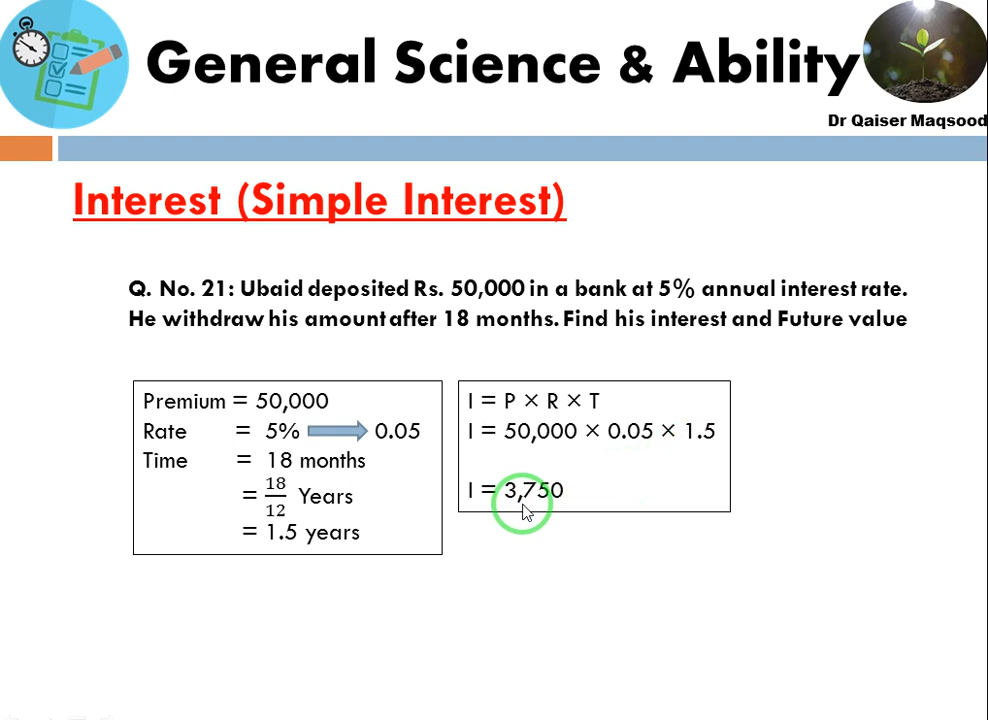 General Science & Ability
Dr Qaiser Maqsood
Interest (Simple Interest)
Q. No. 21: Ubaid deposited Rs. 50,000 in a bank at 5% annual interest rate.
He withdraw his amount after 18 months. Find his interest and Future value
Premium = 50,000
Rate = 5% 0.05
Time = 18 months
= 18/12 Years
= 1.5 years
I = P × R × T
I = 50,000 × 0.05 × 1.5
I = 3,750